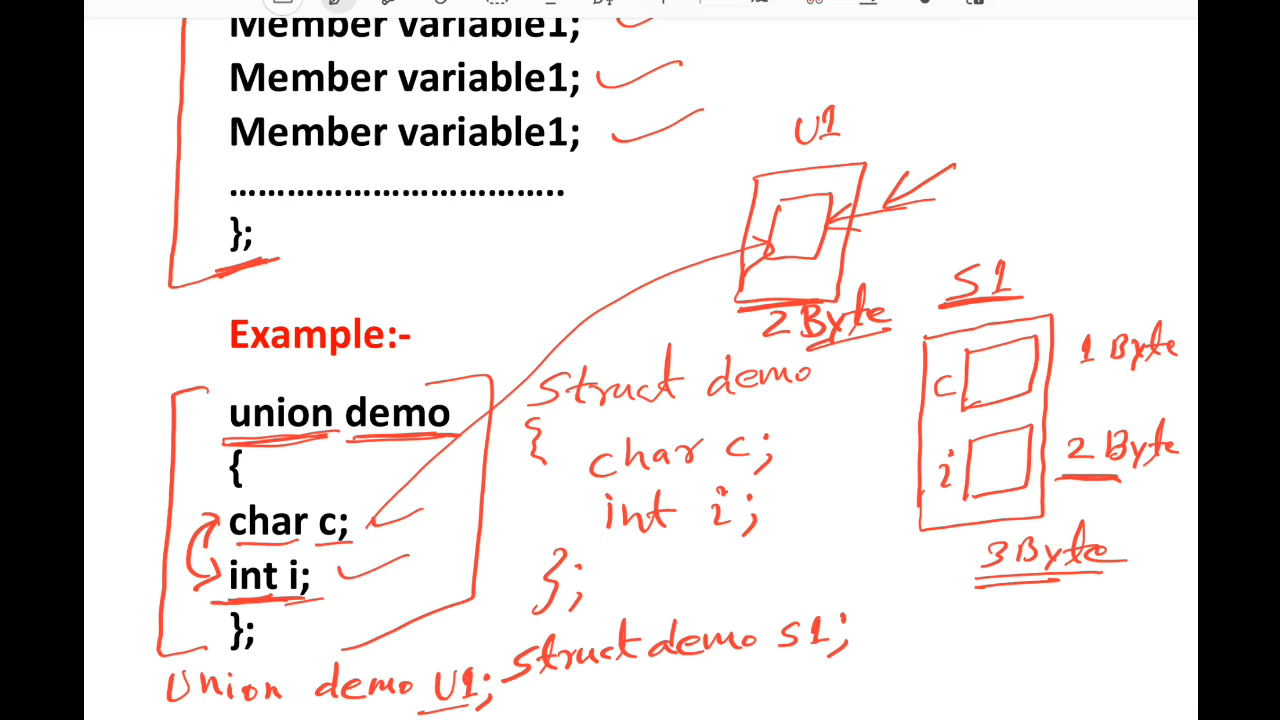 Member variable1;
Member variable1;
Member variable1;
…………………………………..
};
U1
2 Byte
S1
c
1 Byte
i
2 Byte
3 Byte
Example:-
union demo
{
char c;
int i;
};
Union demo U1;
Struct demo
{
char c;
int i;
};
Struct demo S1;